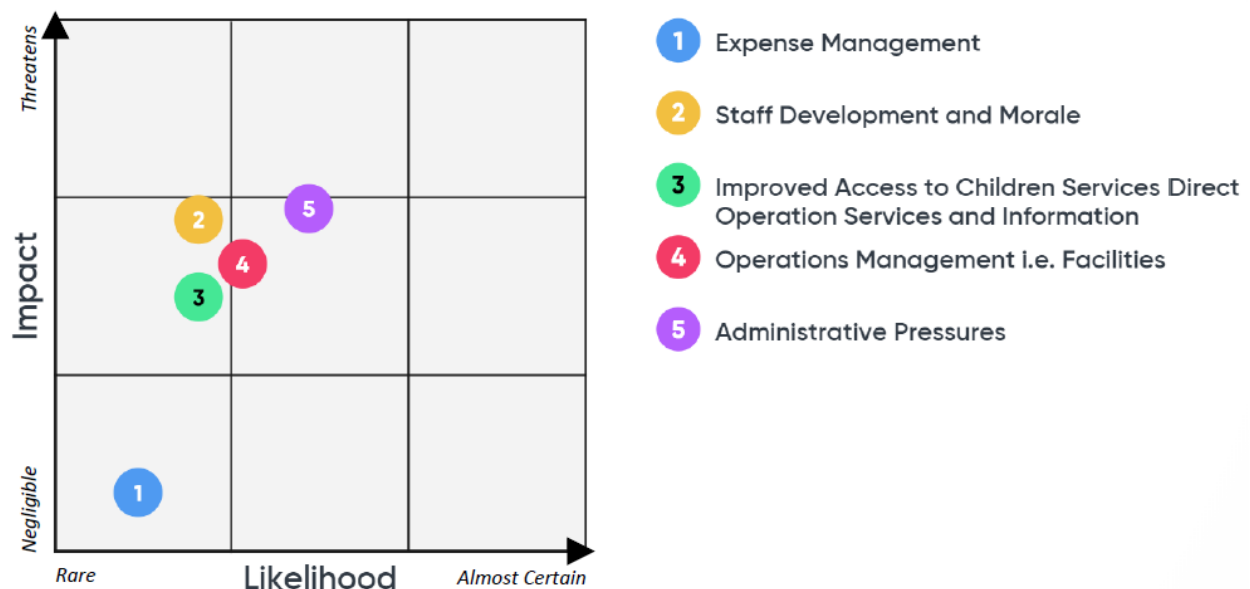 Threatens
Impact
Negligible
Rare
Likelihood
Almost Certain
2
5
4
3
1
1 Expense Management
2 Staff Development and Morale
3 Improved Access to Children Services Direct
Operation Services and Information
4 Operations Management i.e. Facilities
5 Administrative Pressures